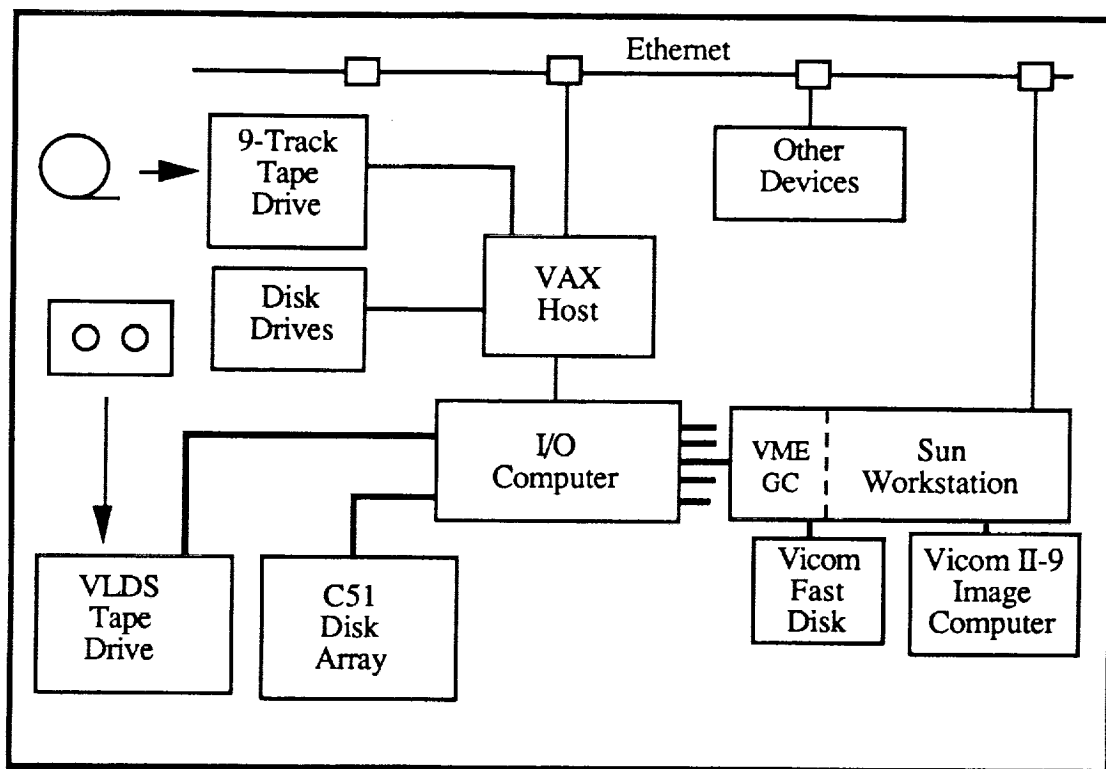 Ethernet
9-Track
Tape
Drive
Other
Devices
VAX
Host
Disk
Drives
I/O
Computer
VME
GC
Sun
Workstation
VLDS
Tape
Drive
C51
Disk
Array
Vicom
Fast
Disk
Vicom II-9
Image
Computer